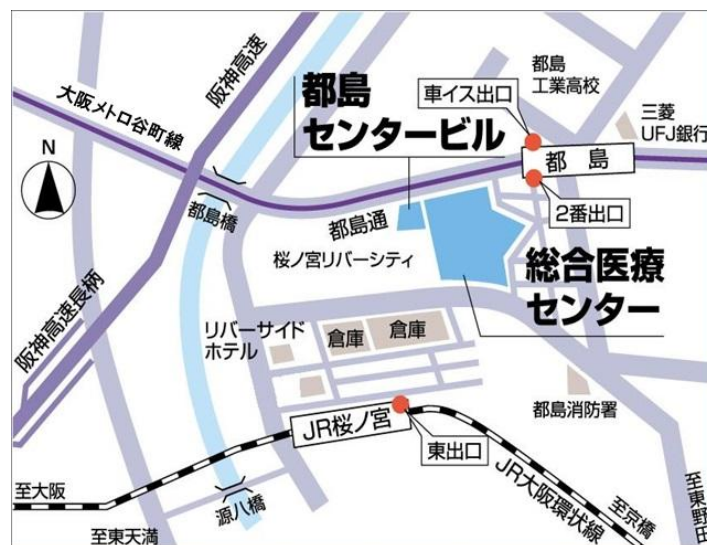 阪神高速
大阪メトロ谷町線
都島
センタービル
都島
工業高校
車イス出口
三菱
UFJ銀行
N
都島
2番出口
都島橋
都島通
桜ノ宮リバーシティ
総合医療
センター
阪神高速長柄
リバーサイド
ホテル
倉庫
倉庫
都島消防署
JR桜ノ宮
東出口
JR大阪環状線
至大阪
源八橋
至東天満
至京橋
至東野田